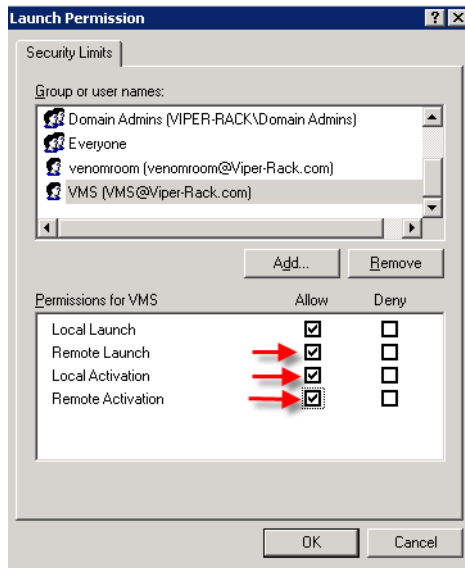 Launch Permission
Security Limits
Group or user names:
Domain Admins (VIPER-RACK\Domain Admins)
Everyone
venomroom (venomroom@Viper-Rack.com)
VMS (VMS@Viper-Rack.com)
Add...
Remove
Permissions for VMS
Allow
Deny
Local Launch
Remote Launch
Local Activation
Remote Activation
OK
Cancel